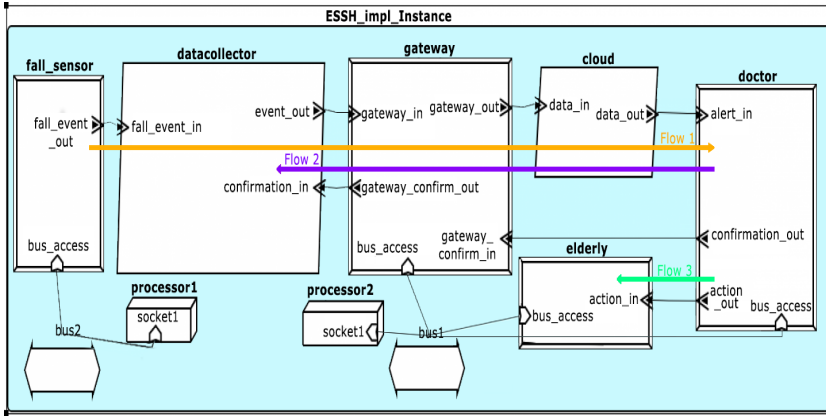 ESSH_impl_Instance
fall_sensor
datacollector
gateway
cloud
doctor
fall_event
_out
fall_event_in
event_out
gateway_in
gateway_out
data_in
data_out
alert_in
Flow 1
Flow 2
confirmation_in
gateway_confirm_out
bus_access
bus_access
gateway_
confirm_in
confirmation_out
elderly
Flow 3
action_in
action
_out
bus_access
processor1
socket1
processor2
socket1
bus_access
bus2
bus1